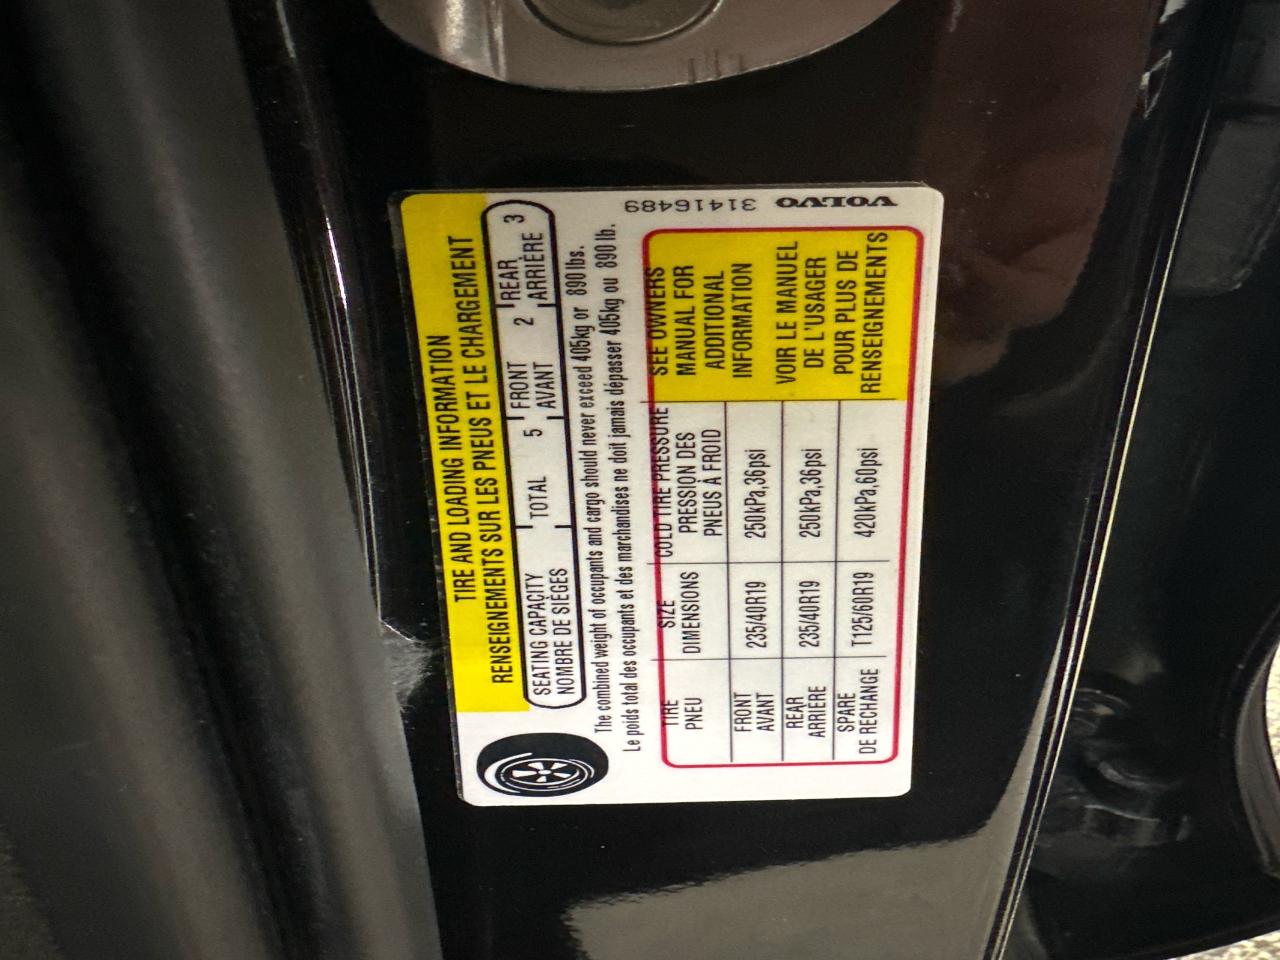 TIRE AND LOADING INFORMATION
RENSEIGNEMENTS SUR LES PNEUS ET LE CHARGEMENT
SEATING CAPACITY TOTAL 5 FRONT 2 REAR 3
NOMBRE DE SIÈGES AVANT ARRIÈRE
The combined weight of occupants and cargo should never exceed 405kg or 890 lbs.
Le poids total des occupants et des marchandises ne doit jamais dépasser 405kg ou 890 lb.
TIRE SIZE COLD TIRE PRESSURE
PNEU DIMENSIONS PRESSION DES
PNEUS À FROID
FRONT 235/40R19 250kPa,36psi
AVANT
REAR 235/40R19 250kPa,36psi
ARRIERE
SPARE T125/60R19 420kPa,60psi
DE RECHANGE
SEE OWNERS
MANUAL FOR
ADDITIONAL
INFORMATION
VOIR LE MANUEL
DE L'USAGER
POUR PLUS DE
RENSEIGNEMENTS
VOLVO 31416489